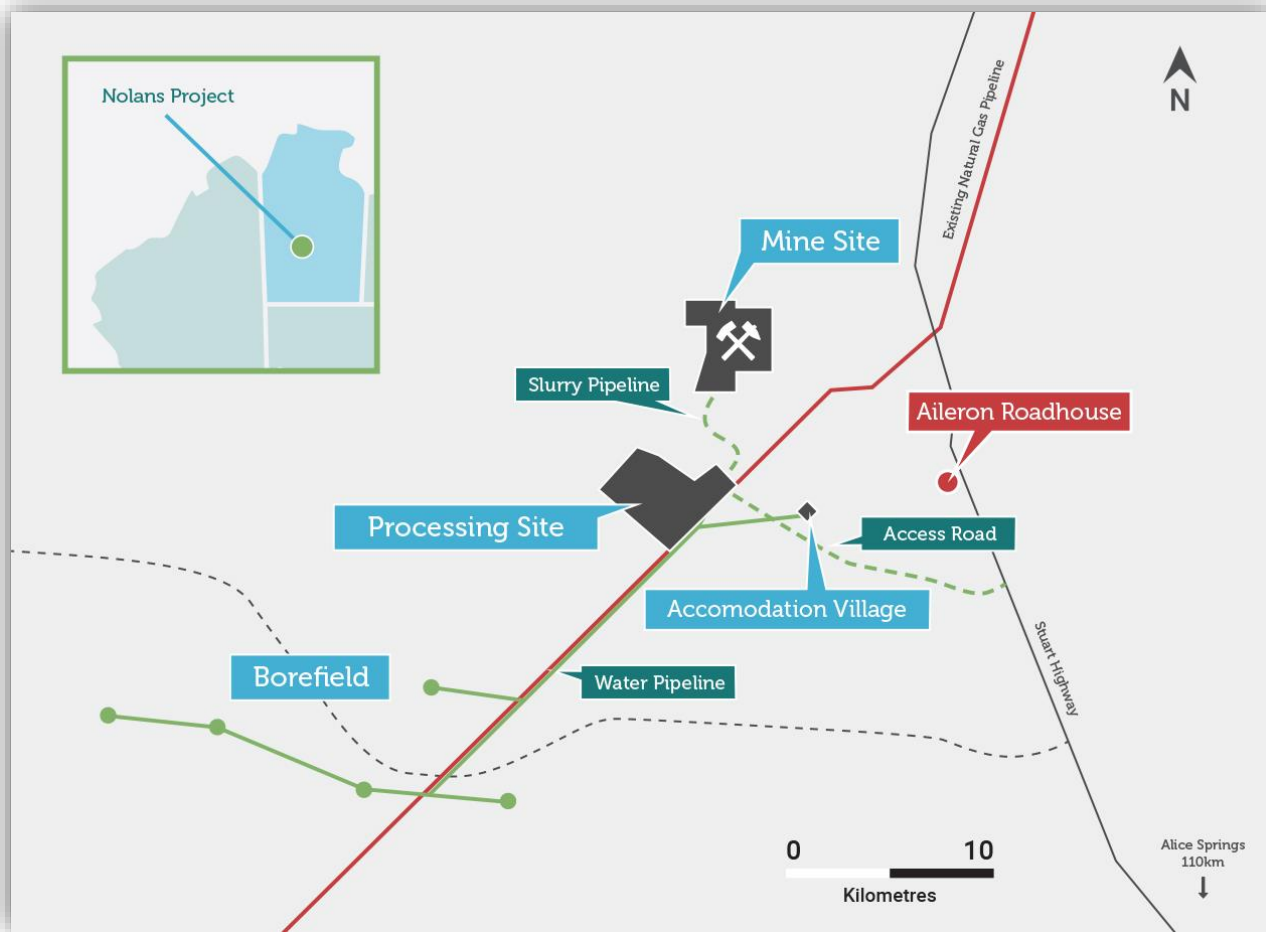 Nolans Project
N
Existing Natural Gas Pipeline
Mine Site
Slurry Pipeline
Aileron Roadhouse
Processing Site
Access Road
Accomodation Village
Borefield
Water Pipeline
Stuart Highway
0 10
Kilometres
Alice Springs
110km